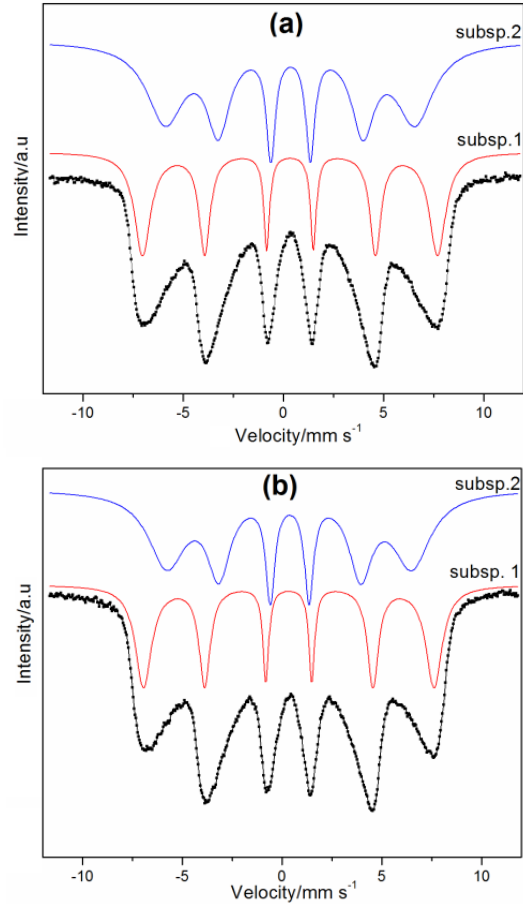 (a)
subsp.2
subsp.1
Intensity/a.u
-10 -5 0 5 10
Velocity/mm s⁻¹
(b)
subsp.2
subsp. 1
Intensity/a.u
-10 -5 0 5 10
Velocity/mm s⁻¹